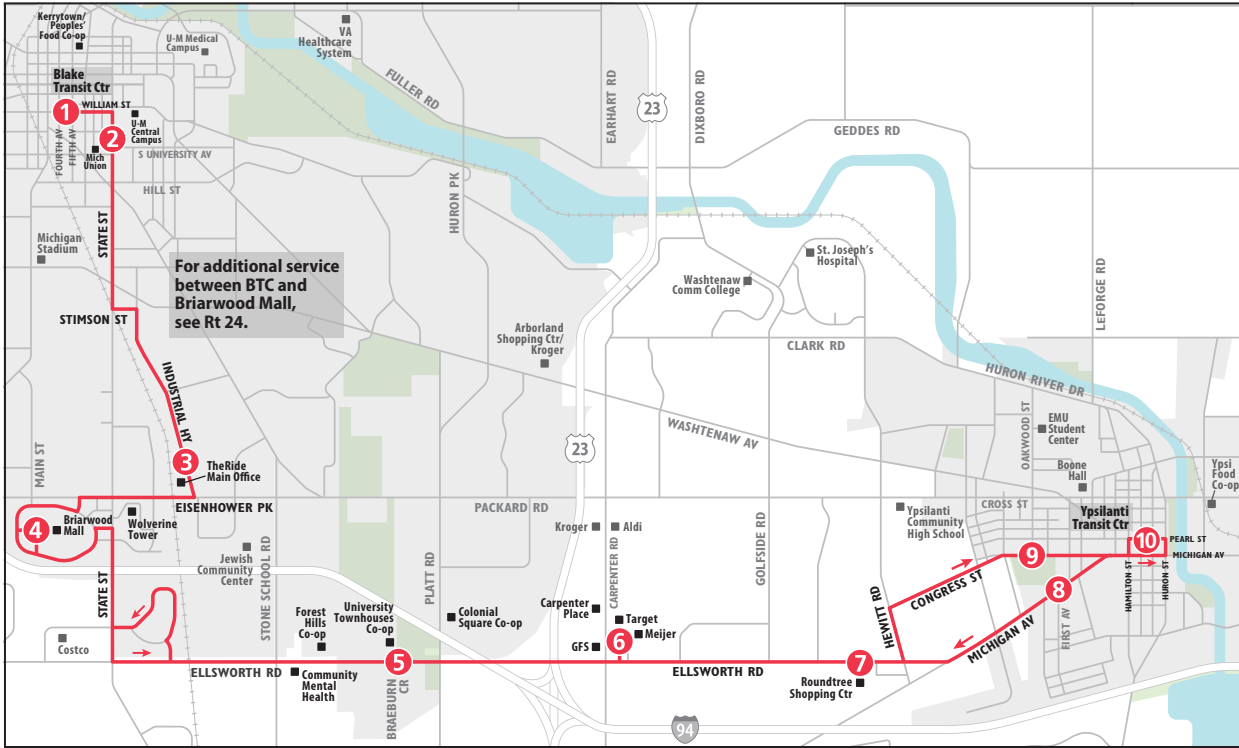 Kerrytown/
Peoples'
Food Co-op
U-M Medical
Campus
VA
Healthcare
System
FULLER RD
EARHART RD
23
DIXBORO RD
GEDDES RD
Blake
Transit Ctr
1
WILLIAM ST
2
U-M
Central
Campus
FOURTH AV
FIFTH AV
Mich
Union
S UNIVERSITY AV
HILL ST
HURON PK
STATE ST
Michigan
Stadium
For additional service
between BTC and
Briarwood Mall,
see Rt 24.
St. Joseph's
Hospital
Washtenaw
Comm College
LEFORGE RD
STIMSON ST
Arborland
Shopping Ctr/
Kroger
CLARK RD
HURON RIVER DR
INDUSTRIAL HY
MAIN ST
WASHTENAW AV
23
OAKWOOD ST
EMU
Student
Center
3
TheRide
Main Office
Boone
Hall
Ypsi
Food
Co-op
EISENHOWER PK
PACKARD RD
CROSS ST
Ypsilanti
Community
High School
Ypsilanti
Transit Ctr
4
Briarwood
Mall
Wolverine
Tower
Kroger
Aldi
GOLFSIDE RD
10
PEARL ST
MICHIGAN AV
9
Jewish
Community
Center
STONE SCHOOL RD
PLATT RD
CARPENTER RD
HEWITT RD
CONGRESS ST
8
HAMILTON ST
HURON ST
STATE ST
Forest
Hills
Co-op
University
Townhouses
Co-op
Colonial
Square Co-op
Carpenter
Place
Target
Meijer
MICHIGAN AV
FIRST AV
Costco
GFS
6
5
7
ELLSWORTH RD
Community
Mental
Health
BRAEBURN
CR
ELLSWORTH RD
Roundtree
Shopping Ctr
94